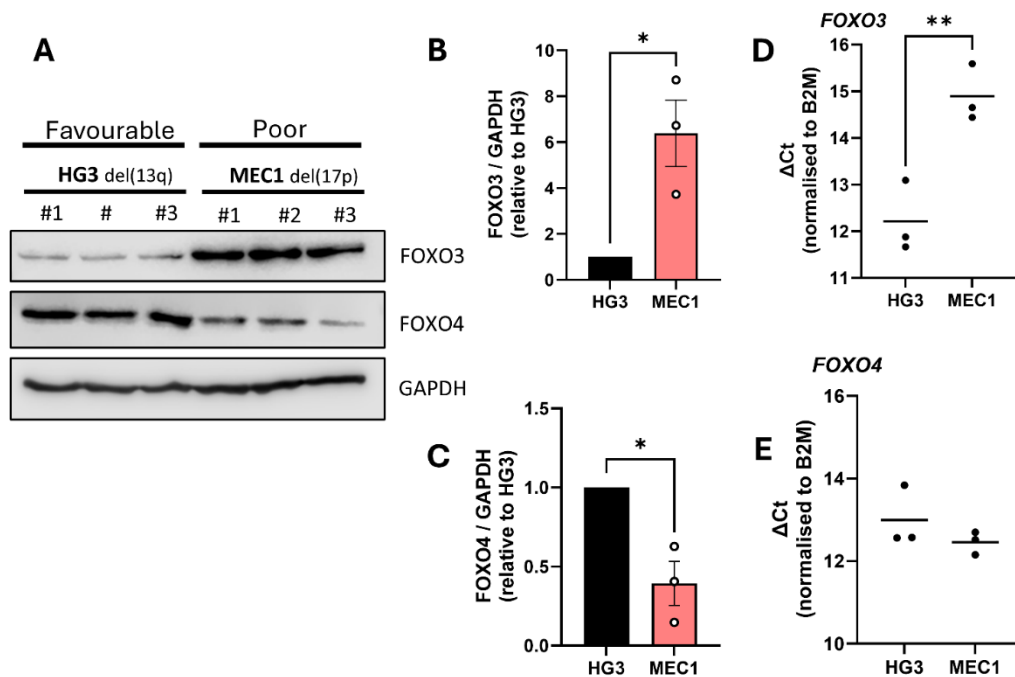 A
Favourable Poor
HG3 del(13q) MEC1 del(17p)
#1 # #3 #1 #2 #3
FOXO3
FOXO4
GAPDH
B
FOXO3 / GAPDH
(relative to HG3)
10
8
6
4
2
0
*
HG3 MEC1
C
FOXO4 / GAPDH
(relative to HG3)
1.5
1.0
0.5
0.0
*
HG3 MEC1
D
FOXO3
ΔCt
(normalised to B2M)
16
15
14
13
12
11
**
HG3 MEC1
E
FOXO4
ΔCt
(normalised to B2M)
16
14
12
10
HG3 MEC1